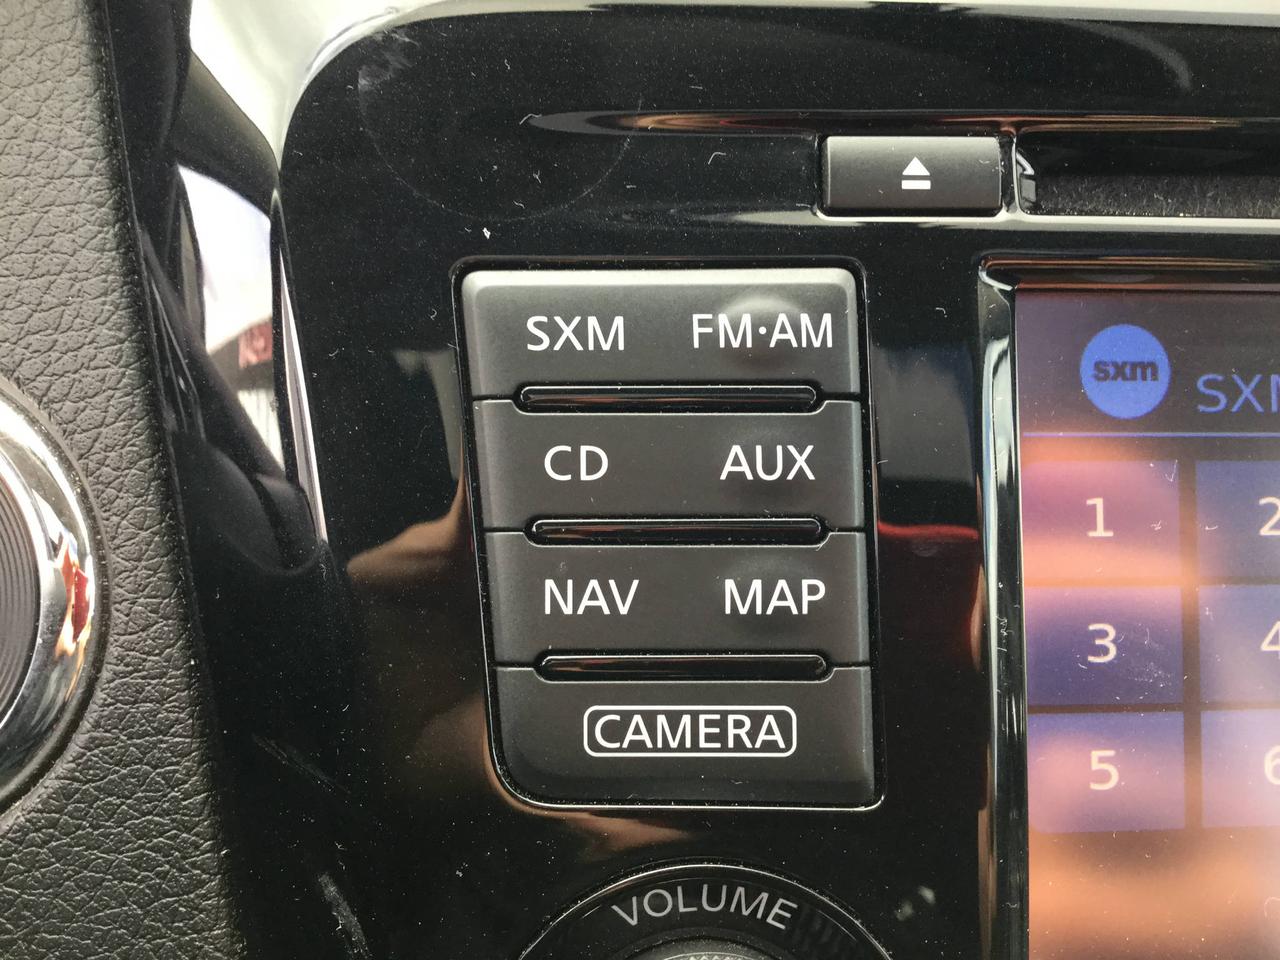 SXM FM·AM
CD AUX
NAV MAP
CAMERA
VOLUME
sxm
SXM
1 2
3 4
5 6